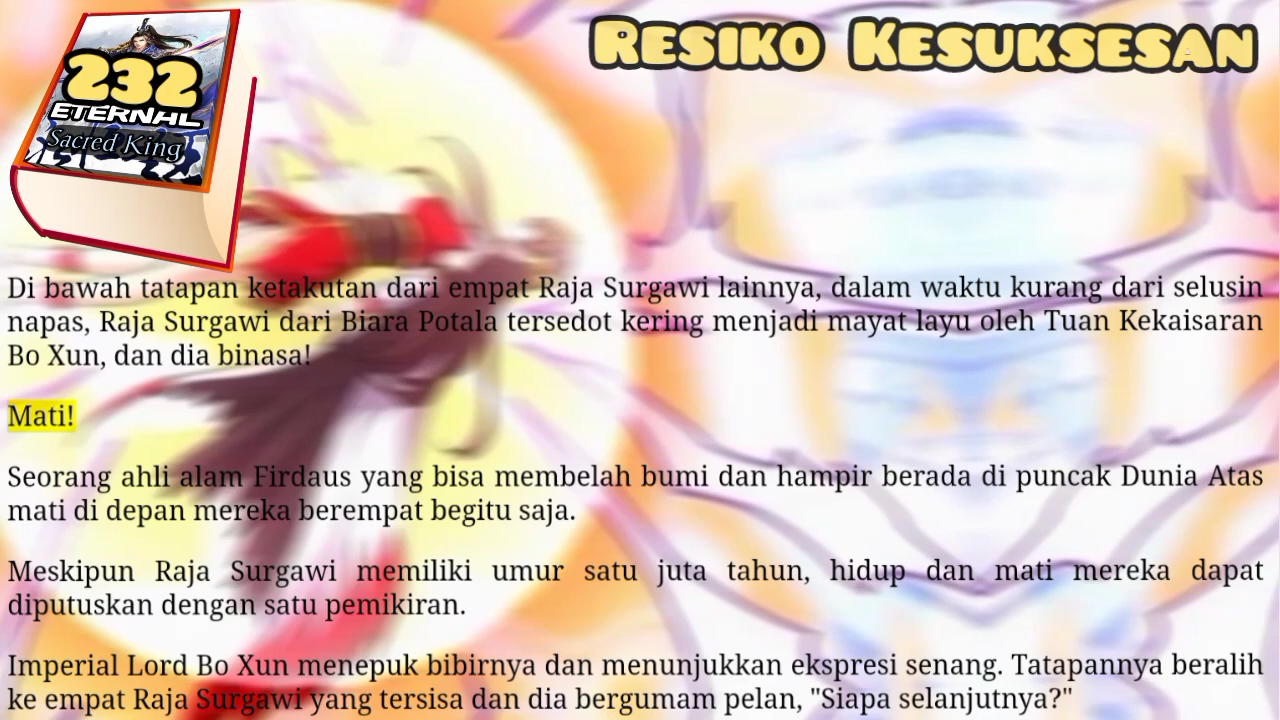 Resiko Kesuksesan
232
ETERNAL
Sacred King
Di bawah tatapan ketakutan dari empat Raja Surgawi lainnya, dalam waktu kurang dari selusin
napas, Raja Surgawi dari Biara Potala tersedot kering menjadi mayat layu oleh Tuan Kekaisaran
Bo Xun, dan dia binasa!
Mati!
Seorang ahli alam Firdaus yang bisa membelah bumi dan hampir berada di puncak Dunia Atas
mati di depan mereka berempat begitu saja.
Meskipun Raja Surgawi memiliki umur satu juta tahun, hidup dan mati mereka dapat
diputuskan dengan satu pemikiran.
Imperial Lord Bo Xun menepuk bibirnya dan menunjukkan ekspresi senang. Tatapannya beralih
ke empat Raja Surgawi yang tersisa dan dia bergumam pelan, "Siapa selanjutnya?"